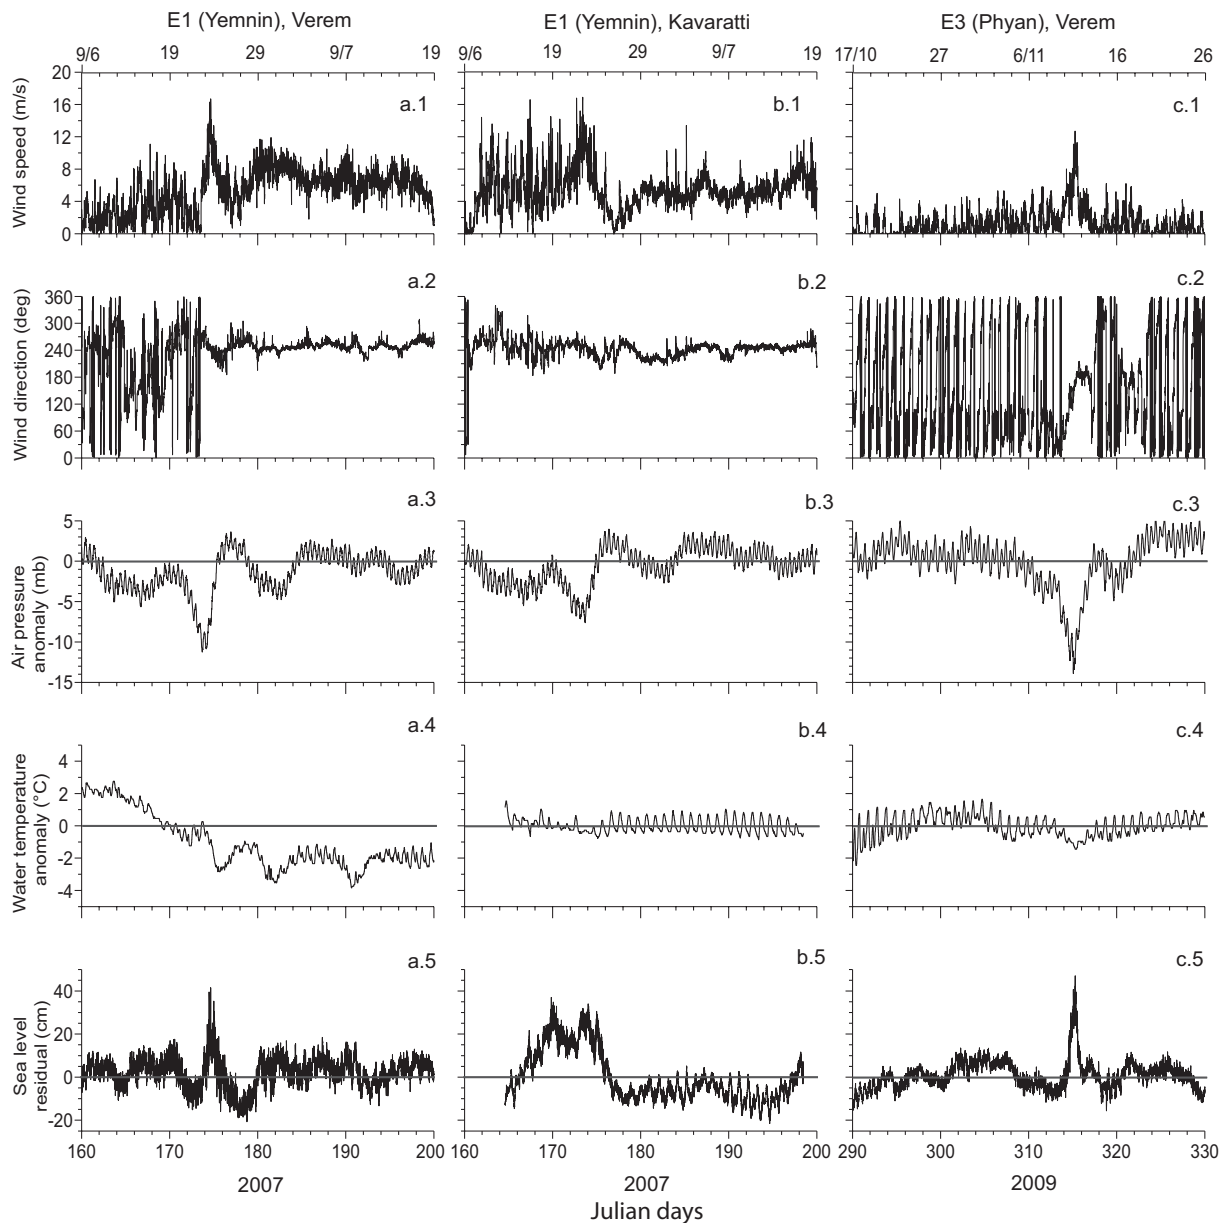 E1 (Yemnin), Verem E1 (Yemnin), Kavaratti E3 (Phyan), Verem
9/6 19 29 9/7 19 9/6 19 29 9/7 19 17/10 27 6/11 16 26
Wind speed (m/s)
20
16
12
8
4
0
a.1 b.1 c.1
Wind direction (deg)
360
300
240
180
120
60
0
a.2 b.2 c.2
Air pressure
anomaly (mb)
5
0
-5
-10
-15
a.3 b.3 c.3
Water temperature
anomaly (°C)
4
2
0
-2
-4
a.4 b.4 c.4
Sea level
residual (cm)
40
20
0
-20
a.5 b.5 c.5
160 170 180 190 200 160 170 180 190 200 290 300 310 320 330
2007 2007 2009
Julian days